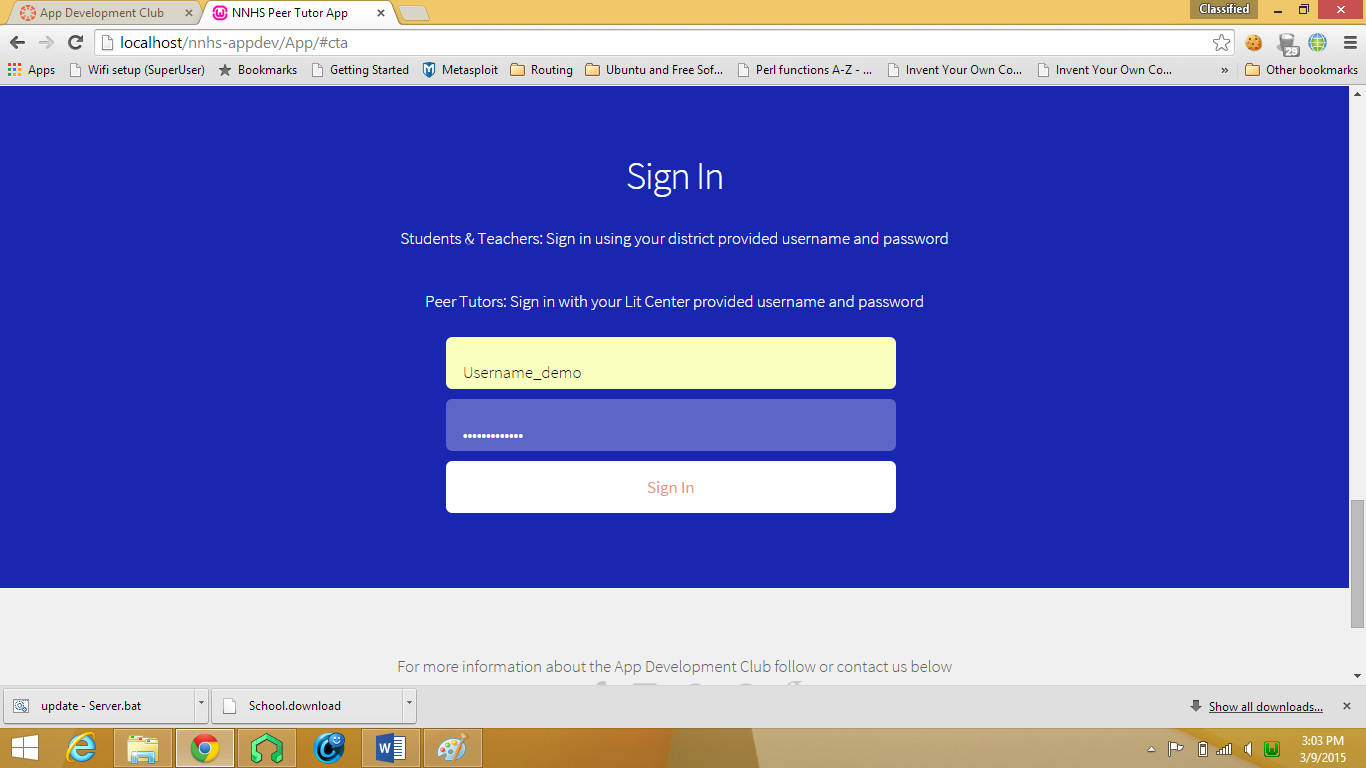 App Development Club
NNHS Peer Tutor App
Classified
localhost/nnhs-appdev/App/#cta
23
Apps
Wifi setup (SuperUser)
Bookmarks
Getting Started
Metasploit
Routing
Ubuntu and Free Sof...
Perl functions A-Z - ...
Invent Your Own Co...
Invent Your Own Co...
»
Other bookmarks
Sign In
Students & Teachers: Sign in using your district provided username and password
Peer Tutors: Sign in with your Lit Center provided username and password
Username_demo
•••••••••••••
Sign In
For more information about the App Development Club follow or contact us below
update - Server.bat
School.download
Show all downloads...
3:03 PM
3/9/2015